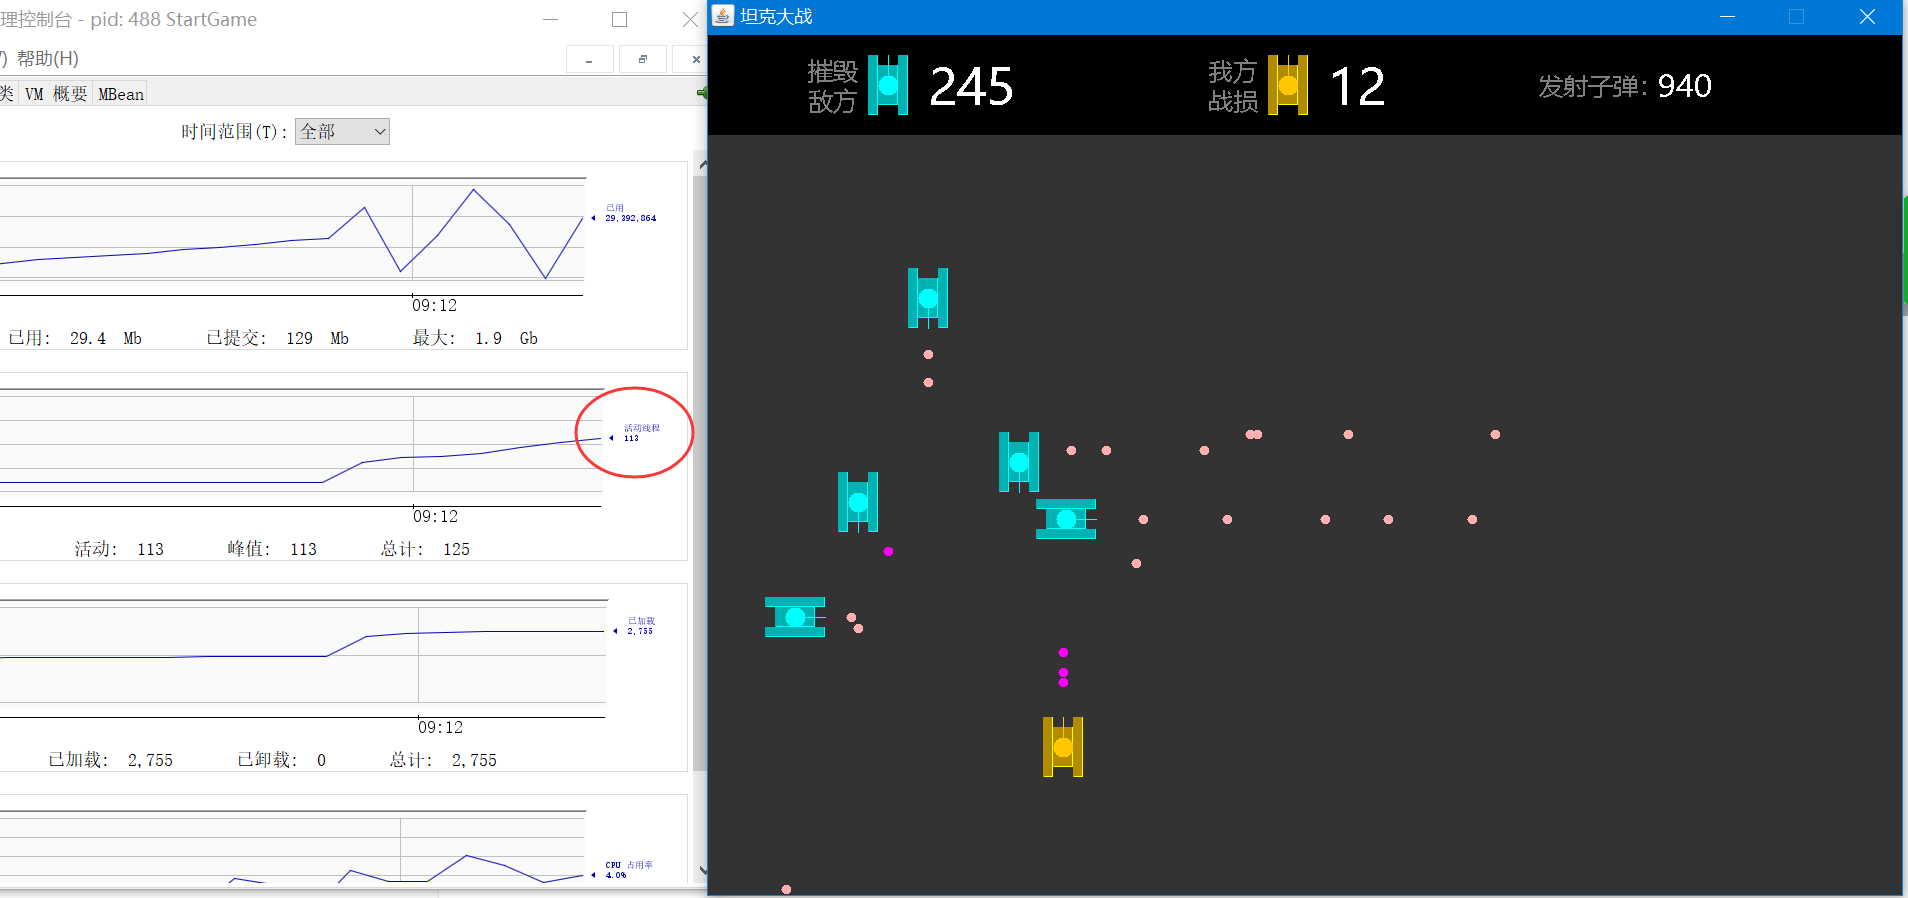 理控制台 - pid: 488 StartGame
) 帮助(H)
类 VM 概要 MBean
时间范围(T): 全部
已用
29,392,864
09:12
已用: 29.4 Mb 已提交: 129 Mb 最大: 1.9 Gb
活动线程
113
09:12
活动: 113 峰值: 113 总计: 125
已加载
2,755
09:12
已加载: 2,755 已卸载: 0 总计: 2,755
CPU 占用率
4.0%
坦克大战
摧毁
敌方
245
我方
战损
12
发射子弹: 940